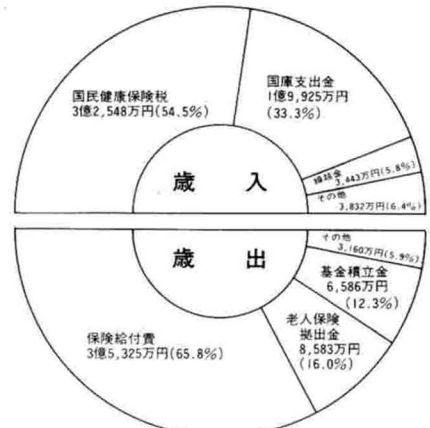 国民健康保険税
3億2,548万円(54.5%)
国庫支出金
1億9,925万円
(33.3%)
繰越金
3,443万円(5.8%)
その他
3,832万円(6.4%)
歳入
歳出
その他
3,160万円(5.9%)
基金積立金
6,586万円
(12.3%)
老人保険
拠出金
8,583万円
(16.0%)
保険給付費
3億5,325万円(65.8%)